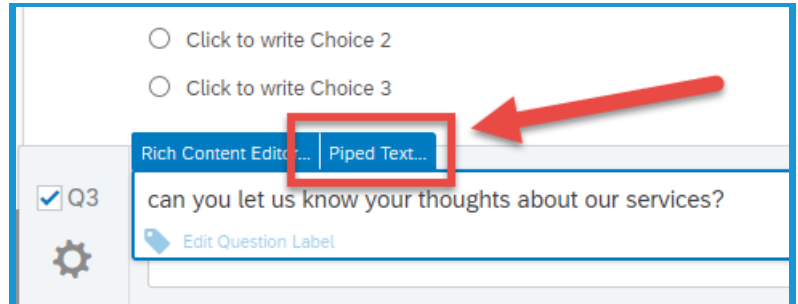 Click to write Choice 2
Click to write Choice 3
Rich Content Editor... Piped Text...
Q3 can you let us know your thoughts about our services?
Edit Question Label